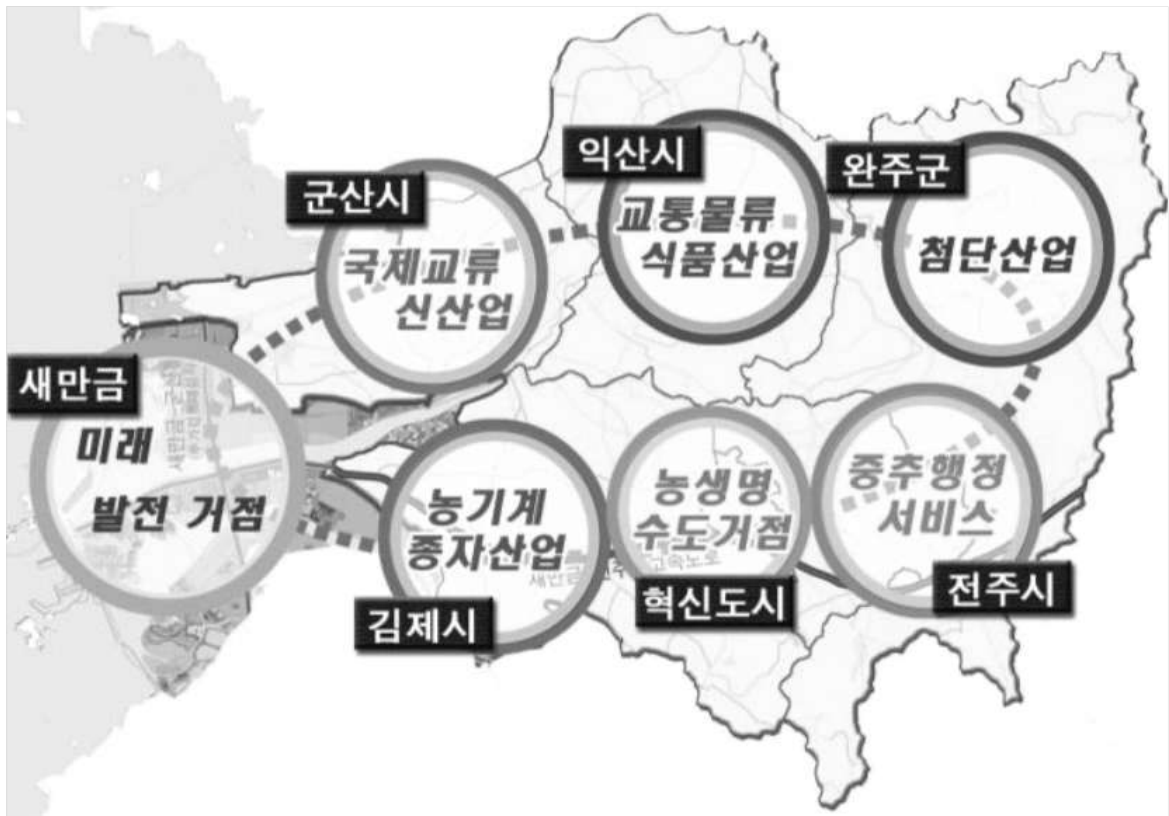 익산시
교통물류
식품산업
완주군
첨단산업
군산시
국제교류
신산업
새만금
미래
발전 거점
농기계
종자산업
김제시
농생명
수도거점
혁신도시
중추행정
서비스
전주시